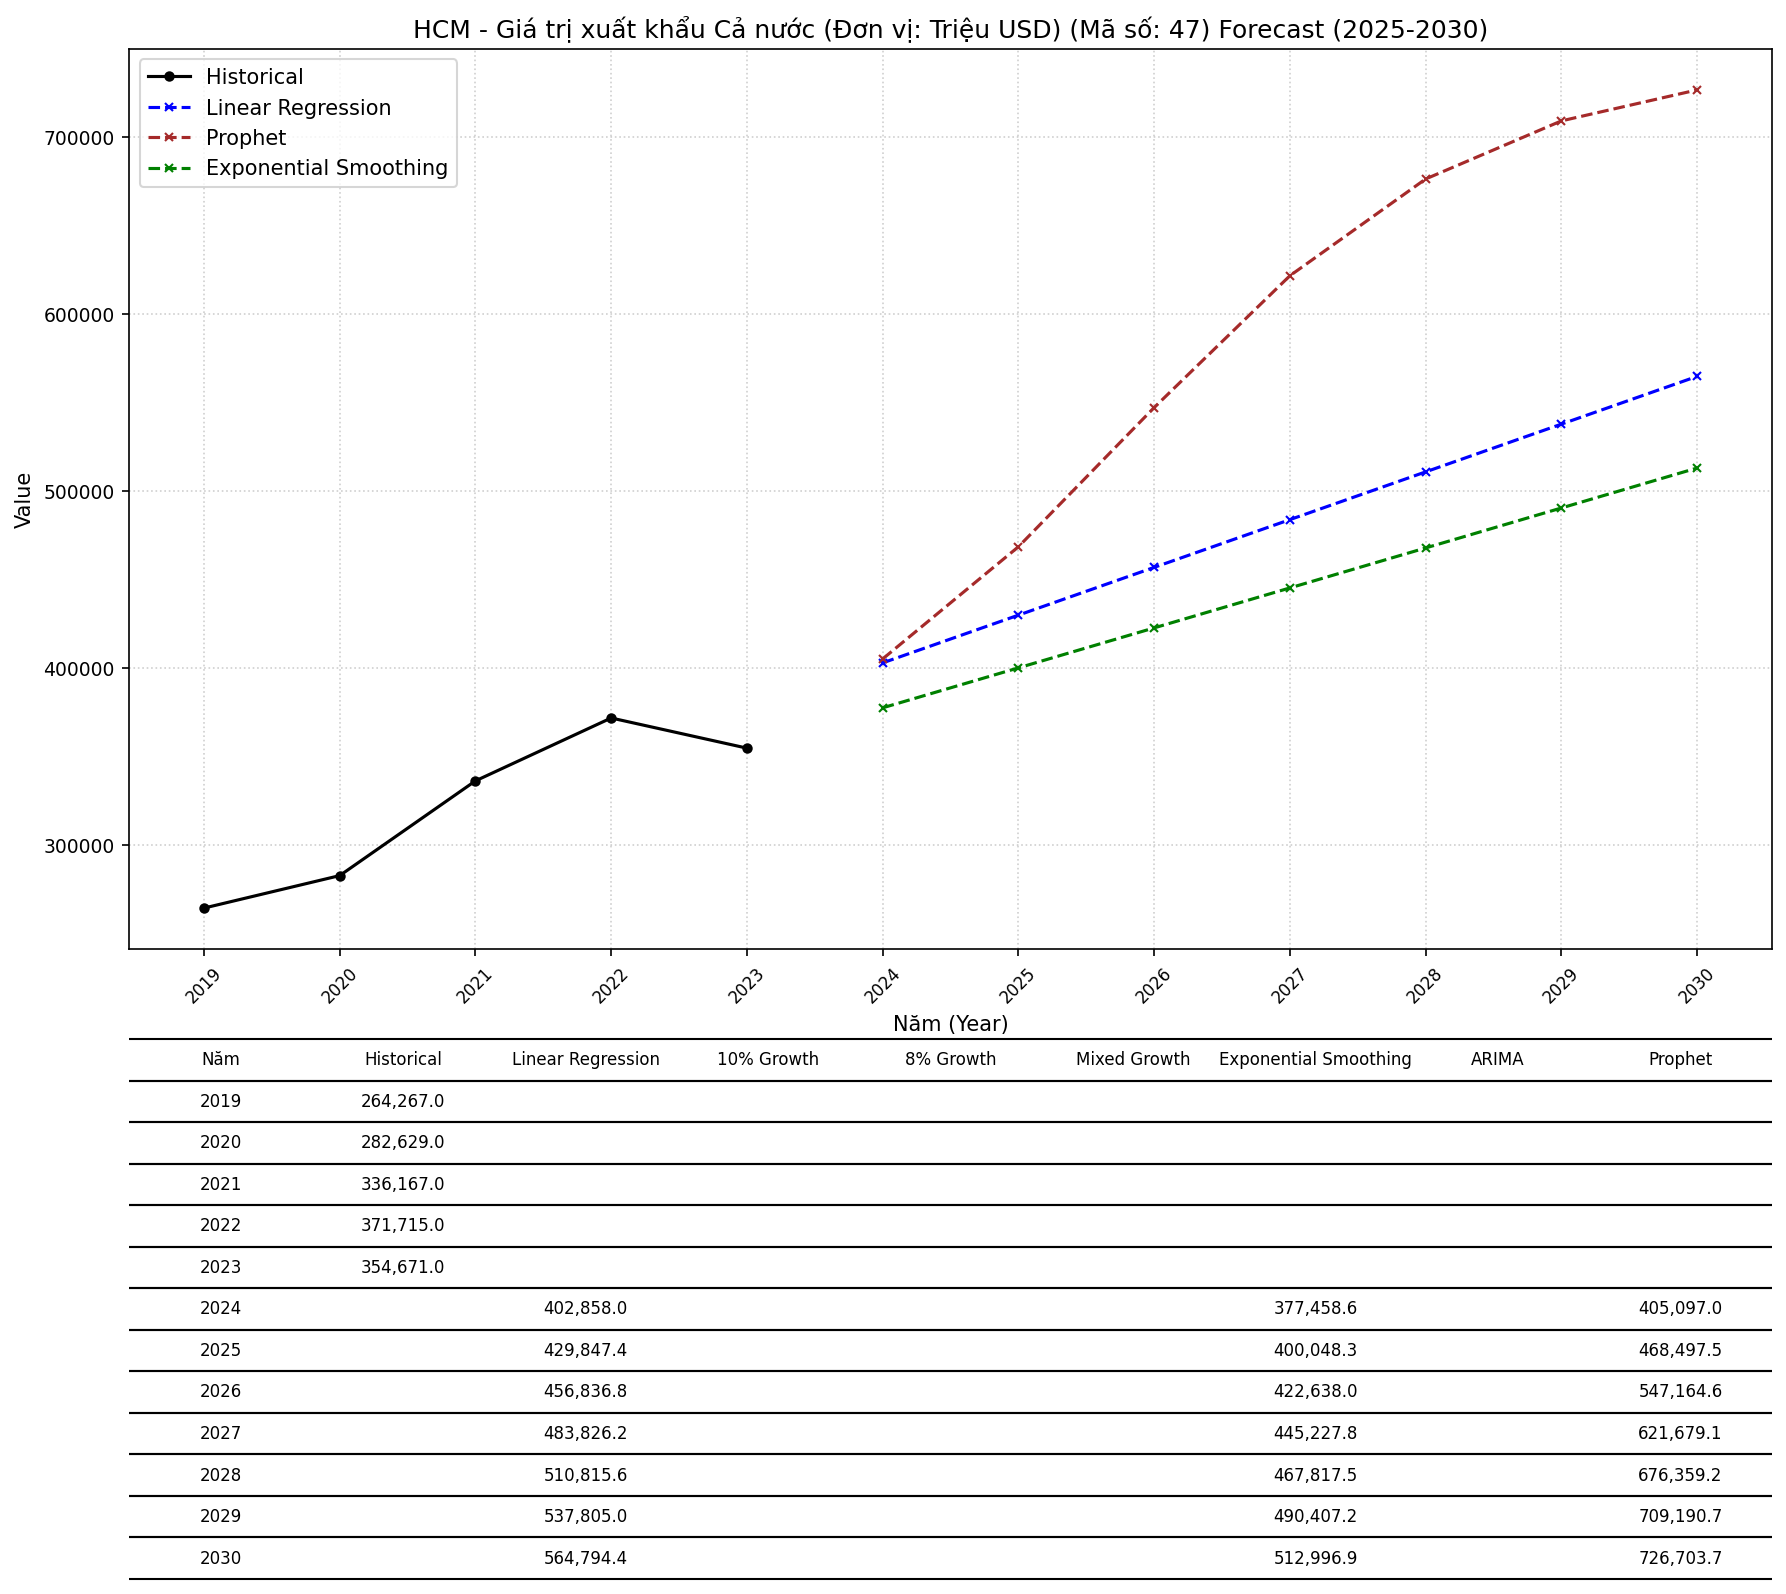 HCM - Giá trị xuất khẩu Cả nước (Đơn vị: Triệu USD) (Mã số: 47) Forecast (2025-2030)
Historical
Linear Regression
Prophet
Exponential Smoothing
Value
700000
600000
500000
400000
300000
2019 2020 2021 2022 2023 2024 2025 2026 2027 2028 2029 2030
Năm (Year)
Năm Historical Linear Regression 10% Growth 8% Growth Mixed Growth Exponential Smoothing ARIMA Prophet
2019 264,267.0
2020 282,629.0
2021 336,167.0
2022 371,715.0
2023 354,671.0
2024 402,858.0 377,458.6 405,097.0
2025 429,847.4 400,048.3 468,497.5
2026 456,836.8 422,638.0 547,164.6
2027 483,826.2 445,227.8 621,679.1
2028 510,815.6 467,817.5 676,359.2
2029 537,805.0 490,407.2 709,190.7
2030 564,794.4 512,996.9 726,703.7